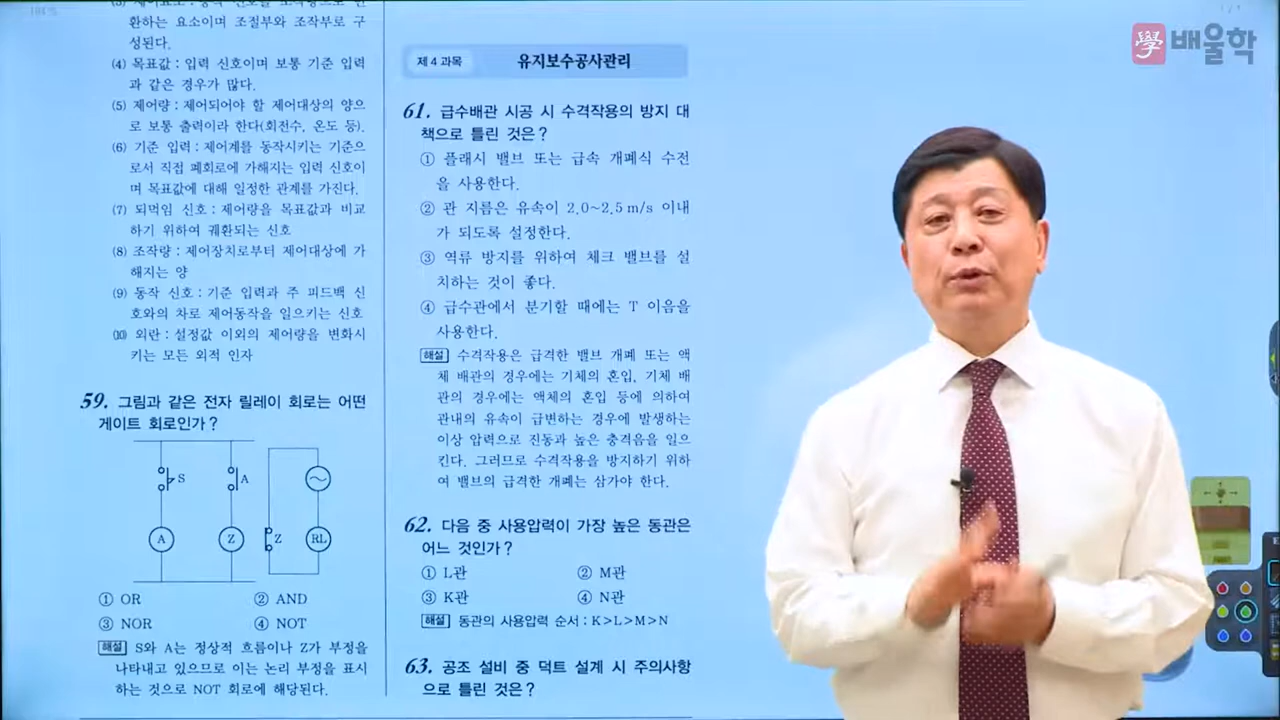 환하는 요소이며 조절부와 조작부로 구
성된다.
(4) 목표값 : 입력 신호이며 보통 기준 입력
과 같은 경우가 많다.
(5) 제어량 : 제어되어야 할 제어대상의 양으
로 보통 출력이라 한다(회전수, 온도 등).
(6) 기준 입력 : 제어계를 동작시키는 기준으
로서 직접 폐회로에 가해지는 입력 신호이
며 목표값에 대해 일정한 관계를 가진다.
(7) 되먹임 신호 : 제어량을 목표값과 비교
하기 위하여 궤환되는 신호
(8) 조작량 : 제어장치로부터 제어대상에 가
해지는 양
(9) 동작 신호 : 기준 입력과 주 피드백 신
호와의 차로 제어동작을 일으키는 신호
(10) 외란 : 설정값 이외의 제어량을 변화시
키는 모든 외적 인자
59. 그림과 같은 전자 릴레이 회로는 어떤
게이트 회로인가?
S A
A Z Z RL
① OR ② AND
③ NOR ④ NOT
해설 S와 A는 정상적 흐름이나 Z가 부정을
나타내고 있으므로 이는 논리 부정을 표시
하는 것으로 NOT 회로에 해당된다.
제4과목 유지보수공사관리
61. 급수배관 시공 시 수격작용의 방지 대
책으로 틀린 것은?
① 플래시 밸브 또는 급속 개폐식 수전
을 사용한다.
② 관 지름은 유속이 2.0~2.5 m/s 이내
가 되도록 설정한다.
③ 역류 방지를 위하여 체크 밸브를 설
치하는 것이 좋다.
④ 급수관에서 분기할 때에는 T 이음을
사용한다.
해설 수격작용은 급격한 밸브 개폐 또는 액
체 배관의 경우에는 기체의 혼입, 기체 배
관의 경우에는 액체의 혼입 등에 의하여
관내의 유속이 급변하는 경우에 발생하는
이상 압력으로 진동과 높은 충격음을 일으
킨다. 그러므로 수격작용을 방지하기 위하
여 밸브의 급격한 개폐는 삼가야 한다.
62. 다음 중 사용압력이 가장 높은 동관은
어느 것인가?
① L관 ② M관
③ K관 ④ N관
해설 동관의 사용압력 순서 : K>L>M>N
63. 공조 설비 중 덕트 설계 시 주의사항
으로 틀린 것은?
學 배울학